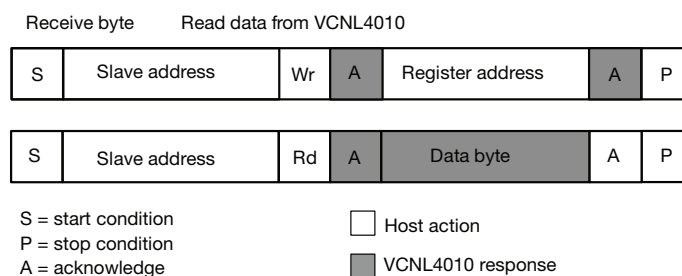 Receive byte Read data from VCNL4010
S Slave address Wr A Register address A P
S Slave address Rd A Data byte A P
S = start condition
P = stop condition
A = acknowledge
Host action
VCNL4010 response